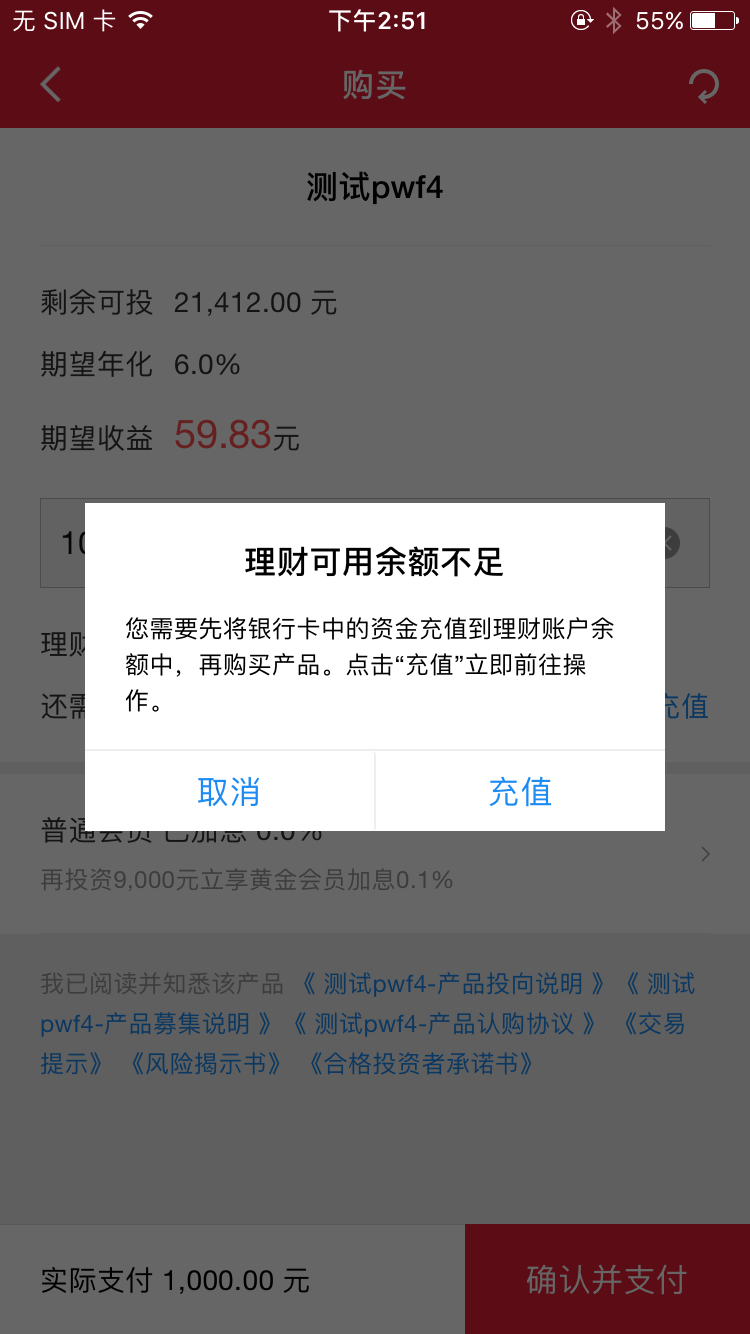 无 SIM 卡
下午2:51
55%
购买
测试pwf4
剩余可投 21,412.00 元
期望年化 6.0%
期望收益 59.83元
10
理财可用余额不足
您需要先将银行卡中的资金充值到理财账户余
额中，再购买产品。点击“充值”立即前往操
作。
理财
还需
充值
取消
充值
普通会员 已加息 0.0%
再投资9,000元立享黄金会员加息0.1%
我已阅读并知悉该产品 《 测试pwf4-产品投向说明 》 《 测试
pwf4-产品募集说明 》 《 测试pwf4-产品认购协议 》 《交易
提示》 《风险揭示书》 《合格投资者承诺书》
实际支付 1,000.00 元
确认并支付